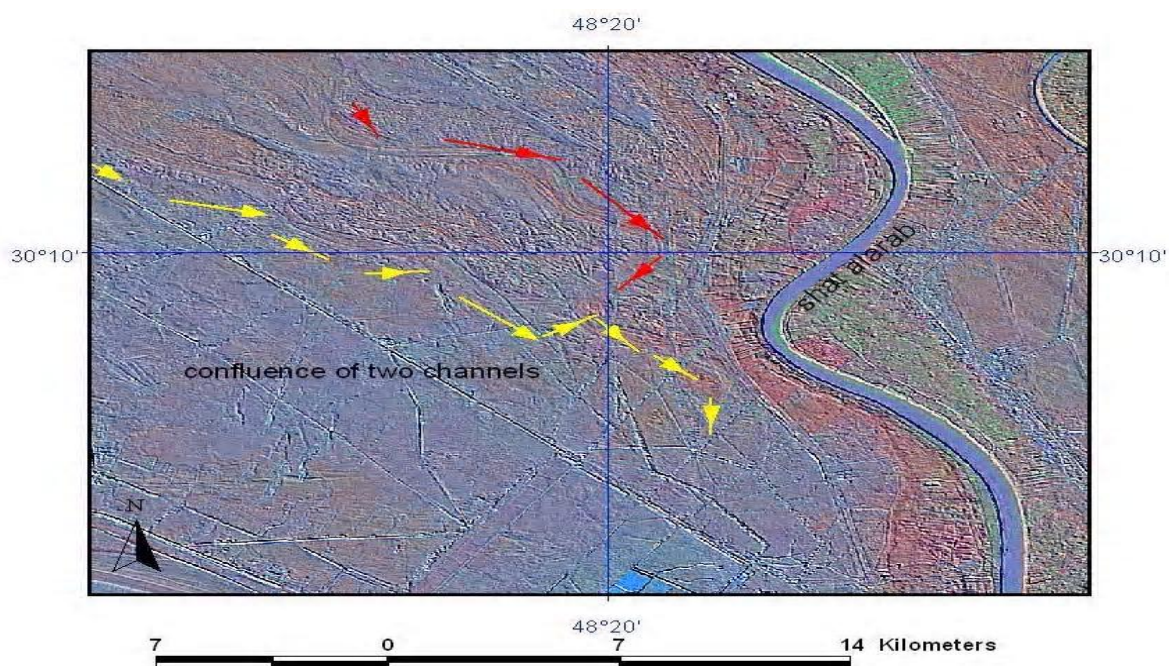 48°20'
30°10'
30°10'
shat alarab
confluence of two channels
N
48°20'
7 0 7 14 Kilometers